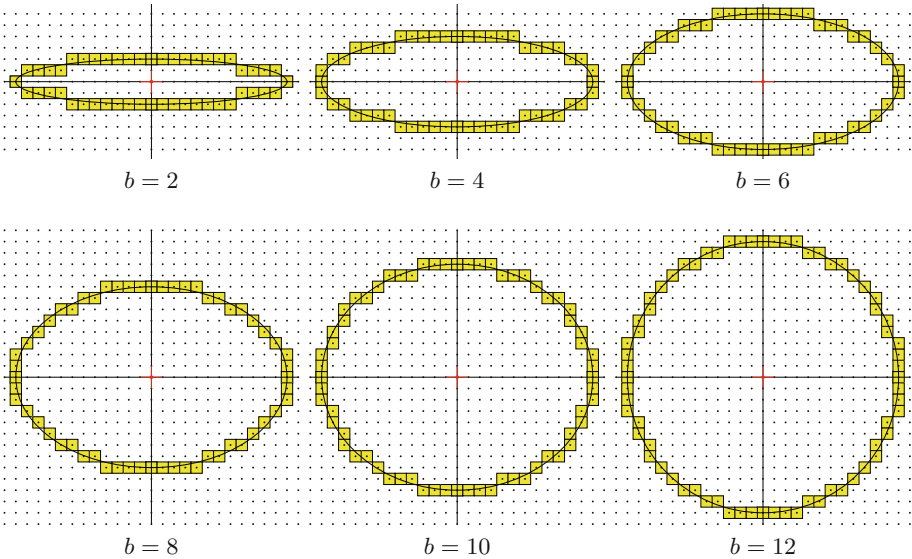 b = 2
b = 4
b = 6
b = 8
b = 10
b = 12